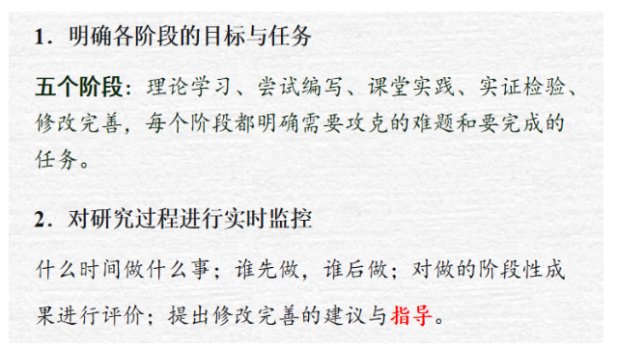 1. 明确各阶段的目标与任务
五个阶段：理论学习、尝试编写、课堂实践、实证检验、
修改完善，每个阶段都明确需要攻克的难题和要完成的
任务。
2. 对研究过程进行实时监控
什么时间做什么事；谁先做，谁后做；对做的阶段性成
果进行评价；提出修改完善的建议与指导。